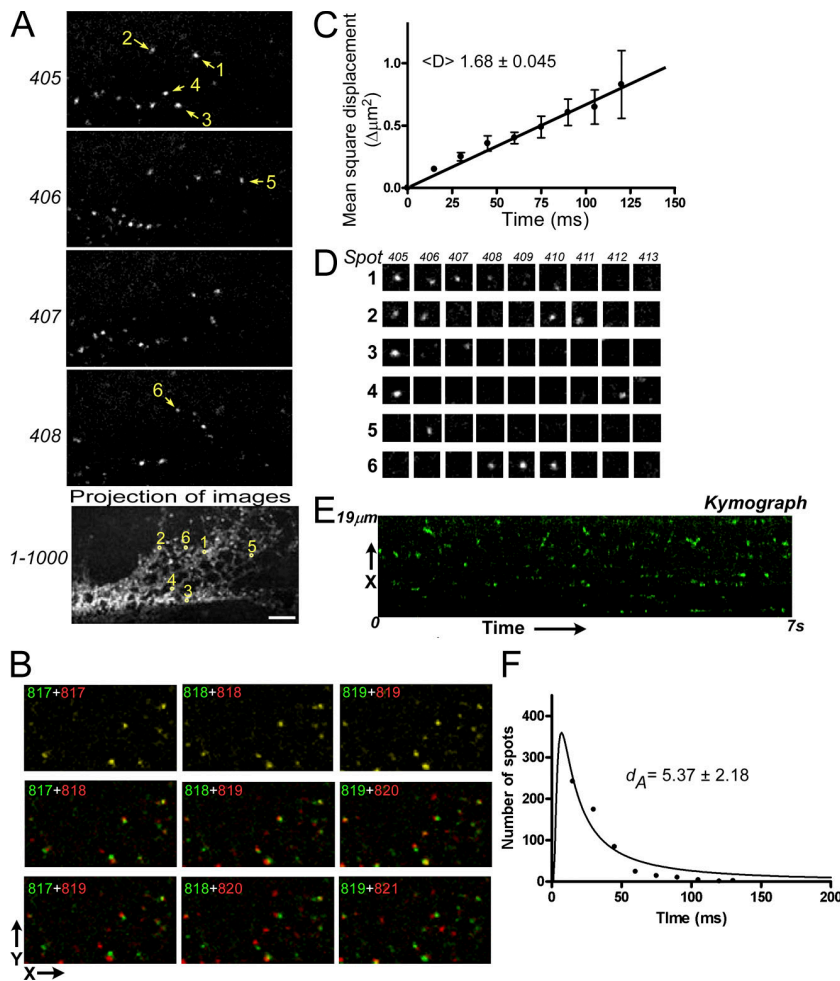 A
405
2
1
4
3
406
5
407
408
6
Projection of images
1-1000
2
6
1
5
4
3
B
817+817
818+818
819+819
817+818
818+819
819+820
817+819
818+820
819+821
Y
X
C
<D> 1.68 ± 0.045
Mean square displacement
(Δμm2)
1.0
0.5
0.0
0
25
50
75
100
125
150
Time (ms)
D
Spot
405
406
407
408
409
410
411
412
413
1
2
3
4
5
6
E
Kymograph
19μm
X
0
Time
7s
F
dA= 5.37 ± 2.18
Number of spots
400
300
200
100
0
0
50
100
150
200
TIme (ms)